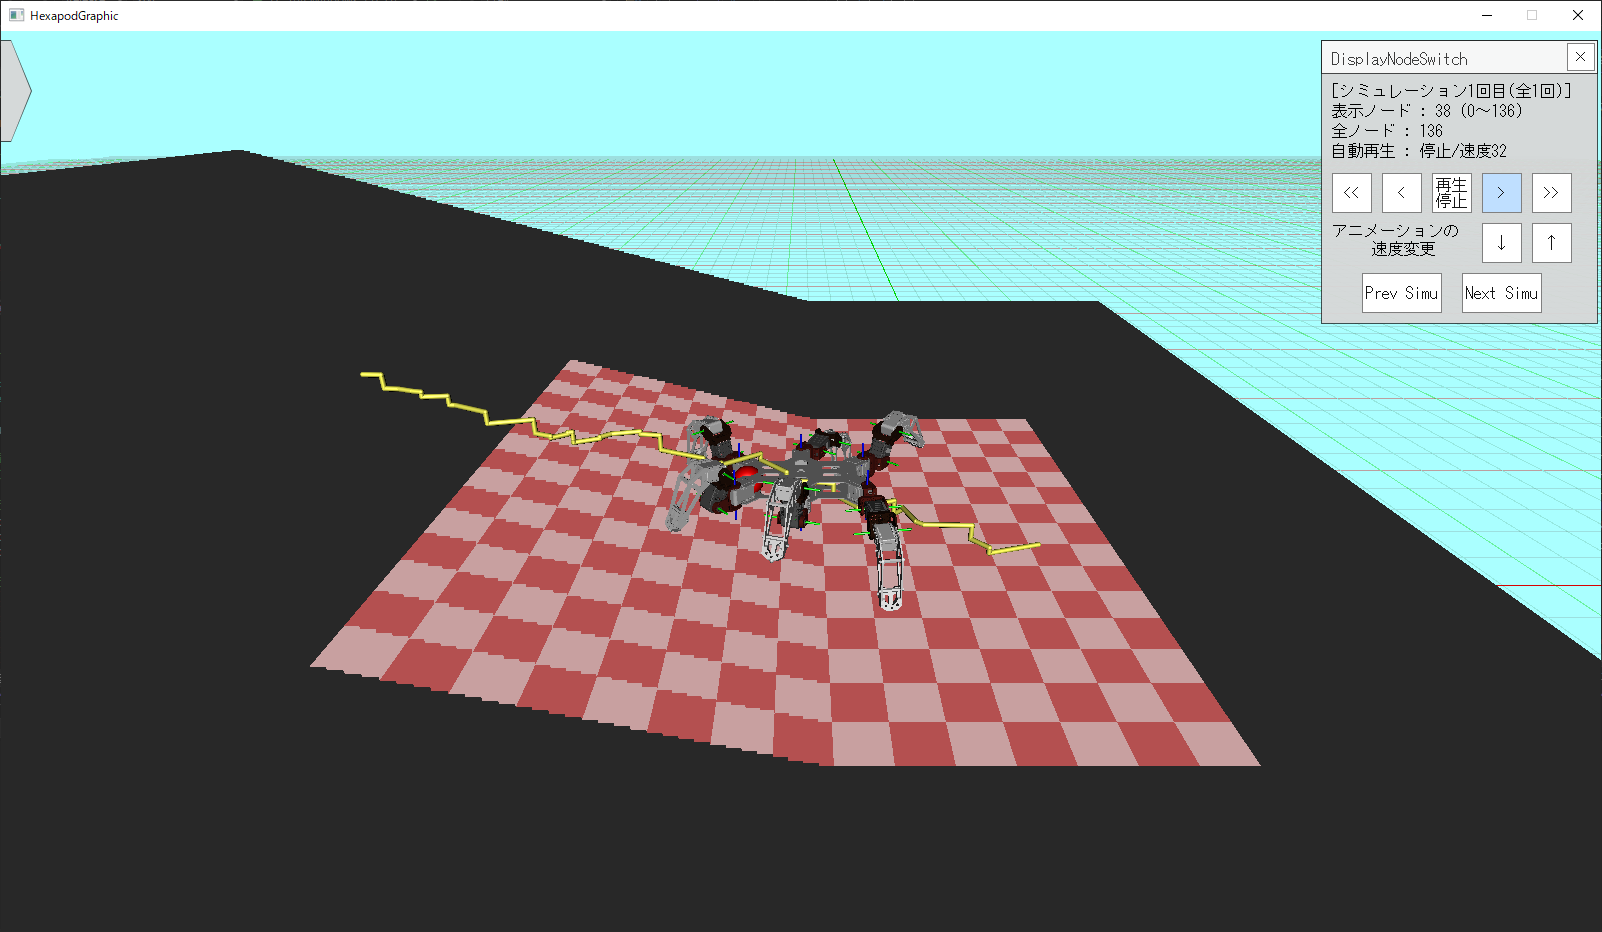 HexapodGraphic
DisplayNodeSwitch
[シミュレーション1回目(全1回)]
表示ノード : 38 (0～136)
全ノード : 136
自動再生 : 停止/速度32
<<
<
再生
停止
>
>>
アニメーションの
速度変更
↓
↑
Prev Simu
Next Simu